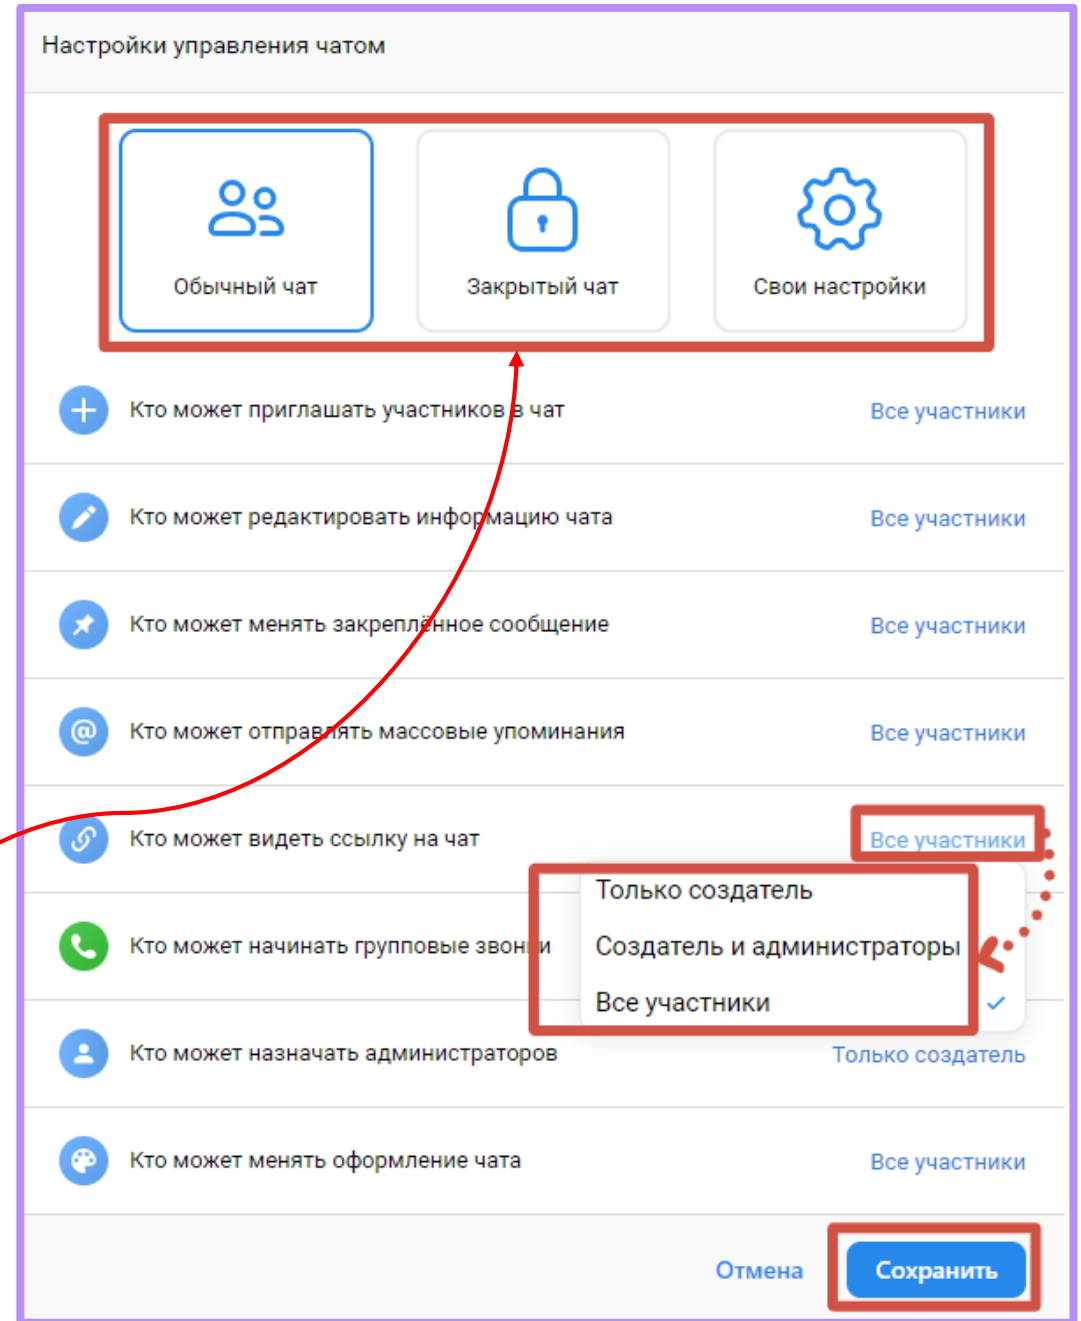 Настройки управления чатом
Обычный чат
Закрытый чат
Свои настройки
Кто может приглашать участников в чат
Все участники
Кто может редактировать информацию чата
Все участники
Кто может менять закреплённое сообщение
Все участники
Кто может отправлять массовые упоминания
Все участники
Кто может видеть ссылку на чат
Все участники
Только создатель
Кто может начинать групповые звонки
Создатель и администраторы
Все участники
Кто может назначать администраторов
Только создатель
Кто может менять оформление чата
Все участники
Отмена
Сохранить